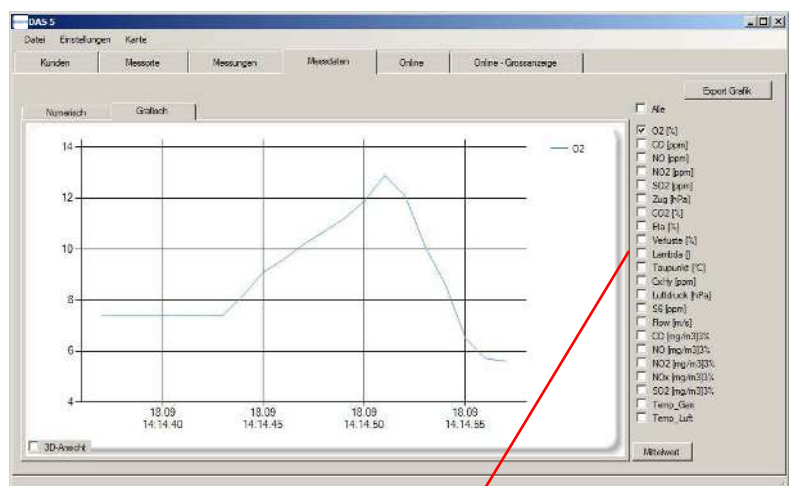 DAS 5
Datei Einstellungen Karte
Kunden Messorte Messungen Messdaten Online Online - Grossanzeige
Export Grafik
Numerisch Grafisch
Alle
14
12
10
8
6
4
18.09 18.09 18.09 18.09
14:14:40 14:14:45 14:14:50 14:14:55
O2
O2 [%]
CO [ppm]
NO [ppm]
NO2 [ppm]
SO2 [ppm]
Zug [hPa]
CO2 [%]
Eta [%]
Verluste [%]
Lambda []
Taupunkt [°C]
CxHy [ppm]
Luftdruck [hPa]
S6 [ppm]
Flow [m/s]
CO [mg/m3]3%
NO [mg/m3]3%
NO2 [mg/m3]3%
NOx [mg/m3]3%
SO2 [mg/m3]3%
Temp_Gas
Temp_Luft
3D-Ansicht
Mittelwert